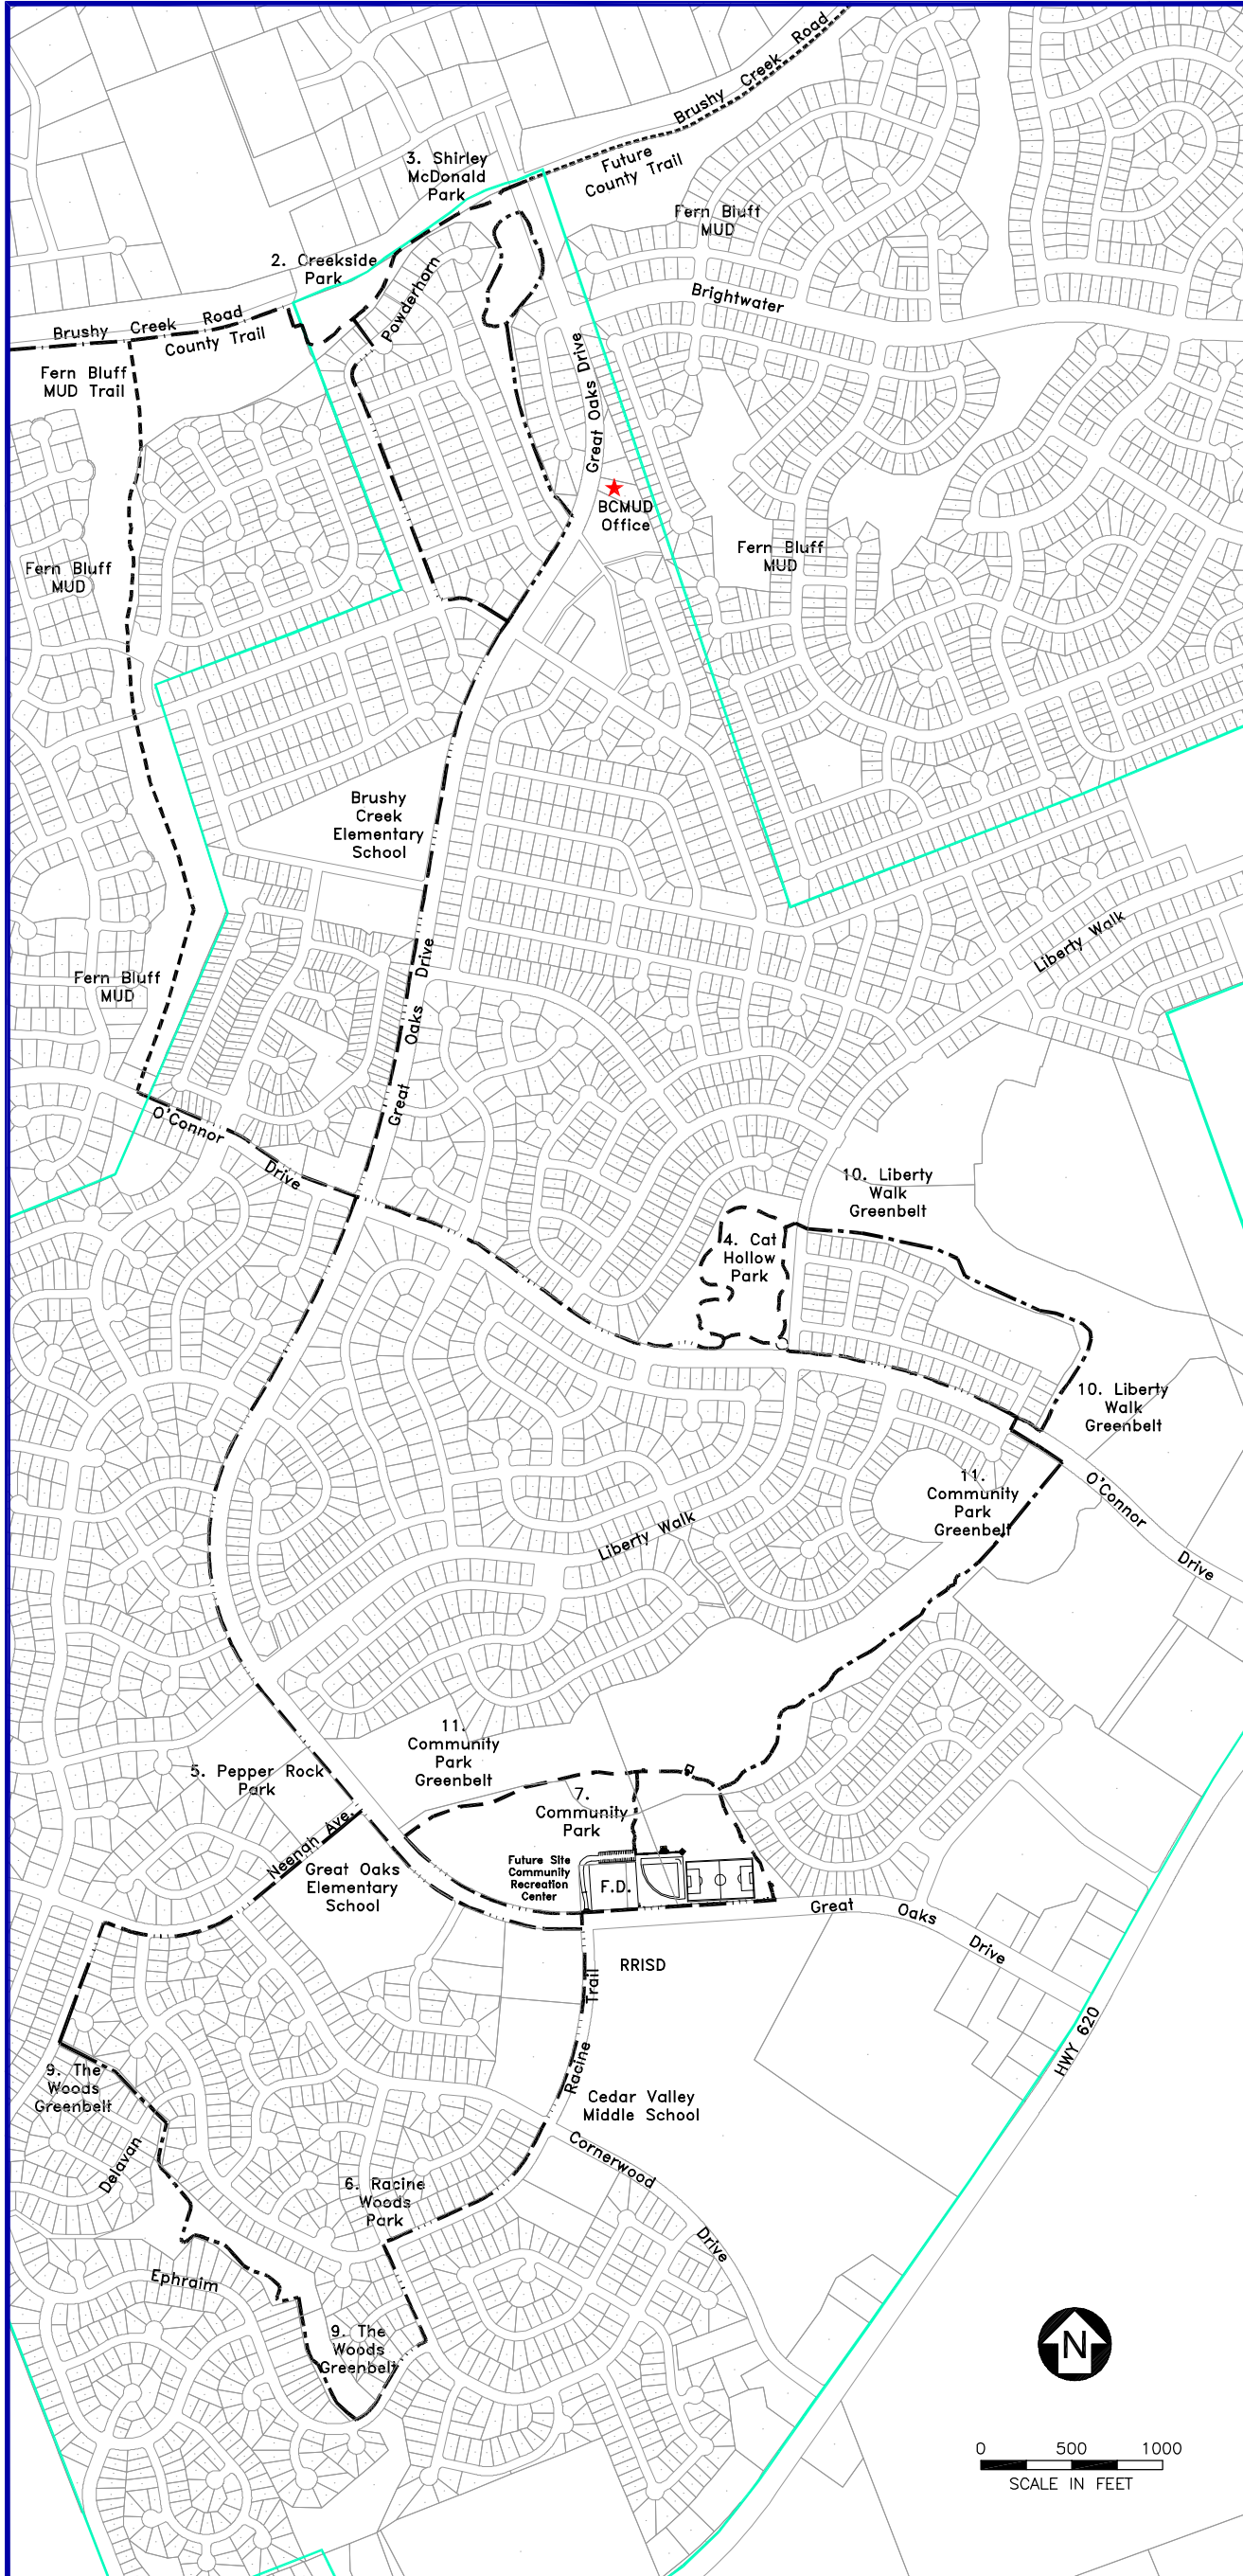 Brushy Creek Road
3. Shirley
McDonald
Park
Future
County Trail
Fern Bluff
MUD
2. Creekside
Park
Powderhorn
Brightwater
Brushy Creek Road
County Trail
Fern Bluff
MUD Trail
Great Oaks Drive
BCMUD
Office
Fern Bluff
MUD
Fern Bluff
MUD
Brushy
Creek
Elementary
School
Liberty Walk
Great Oaks Drive
Fern Bluff
MUD
O'Connor Drive
10. Liberty
Walk
Greenbelt
4. Cat
Hollow
Park
10. Liberty
Walk
Greenbelt
11.
Community
Park
Greenbelt
O'Connor Drive
Liberty Walk
11.
Community
Park
Greenbelt
5. Pepper Rock
Park
7.
Community
Park
Neenah Ave.
Great Oaks
Elementary
School
Future Site
Community
Recreation
Center
F.D.
Great Oaks Drive
RRISD
Racine Trail
HWY 620
9. The
Woods
Greenbelt
Cedar Valley
Middle School
Cornerwood Drive
Delavan
6. Racine
Woods
Park
Ephraim
9. The
Woods
Greenbelt
N
0 500 1000
SCALE IN FEET